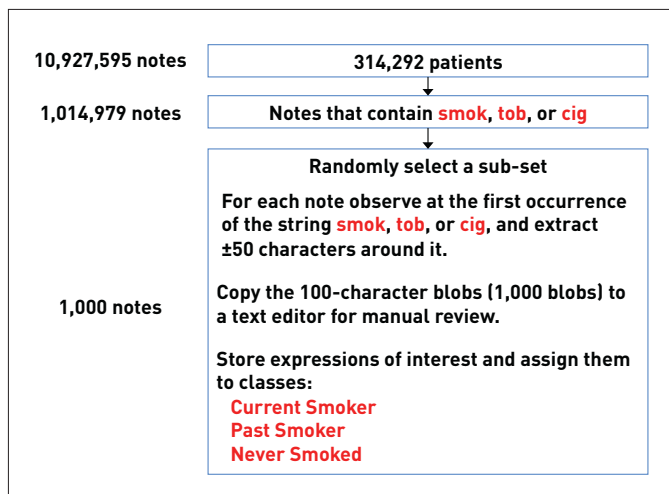 10,927,595 notes
314,292 patients
1,014,979 notes
Notes that contain smok, tob, or cig
Randomly select a sub-set
For each note observe at the first occurrence
of the string smok, tob, or cig, and extract
±50 characters around it.
1,000 notes
Copy the 100-character blobs (1,000 blobs) to
a text editor for manual review.
Store expressions of interest and assign them
to classes:
Current Smoker
Past Smoker
Never Smoked